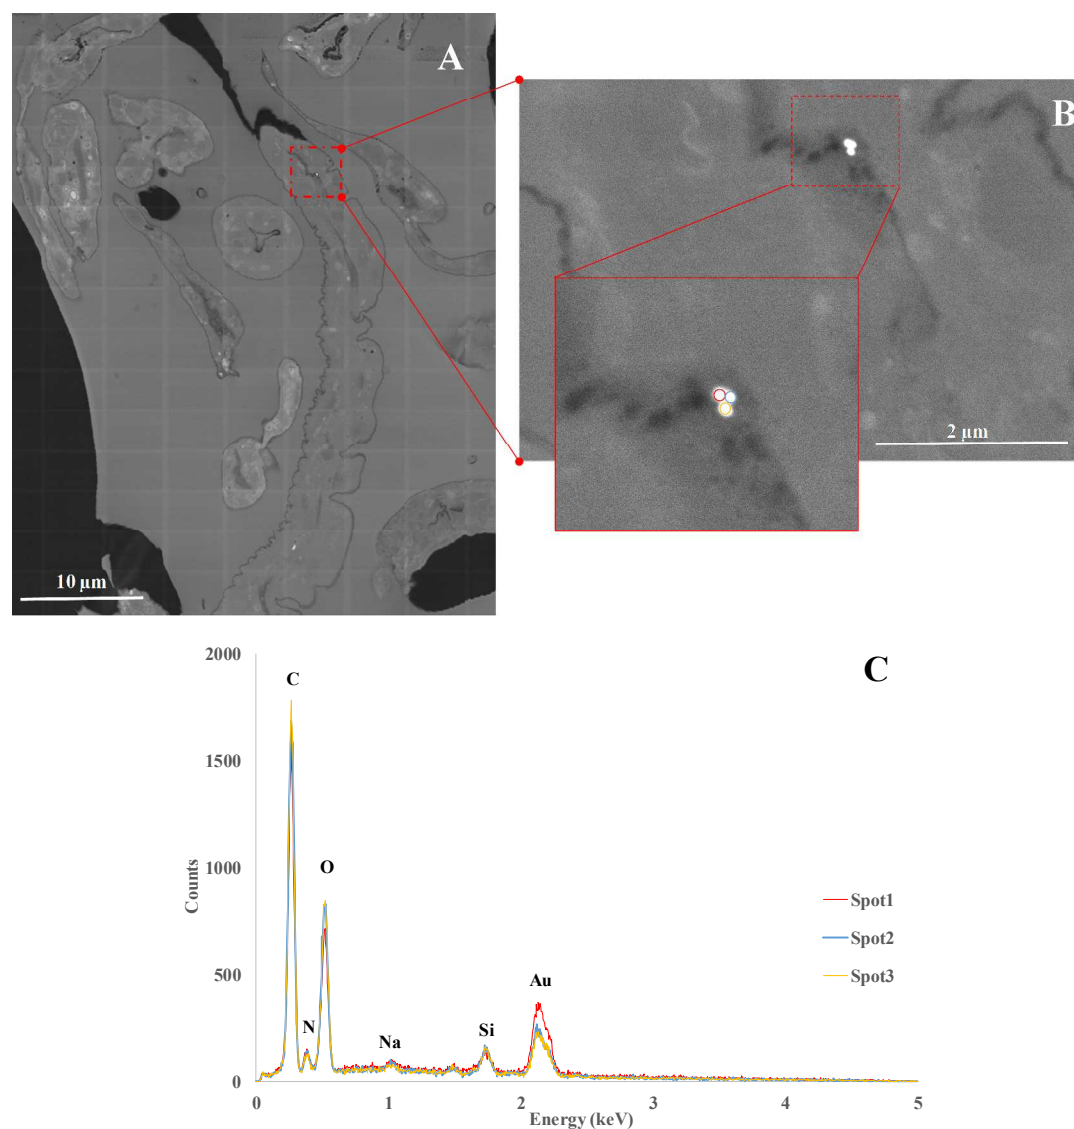 A
B
2 µm
10 µm
C
2000
1500
1000
500
0
Counts
C
O
N
Na
Si
Au
Spot1
Spot2
Spot3
0
1
2
3
4
5
Energy (keV)